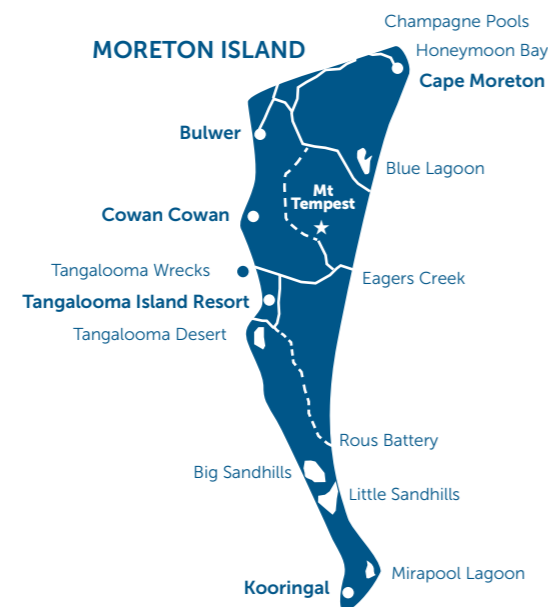 Champagne Pools
MORETON ISLAND
Honeymoon Bay
Cape Moreton
Bulwer
Blue Lagoon
Mt
Tempest
Cowan Cowan
Tangalooma Wrecks
Eagers Creek
Tangalooma Island Resort
Tangalooma Desert
Rous Battery
Big Sandhills
Little Sandhills
Mirapool Lagoon
Kooringal